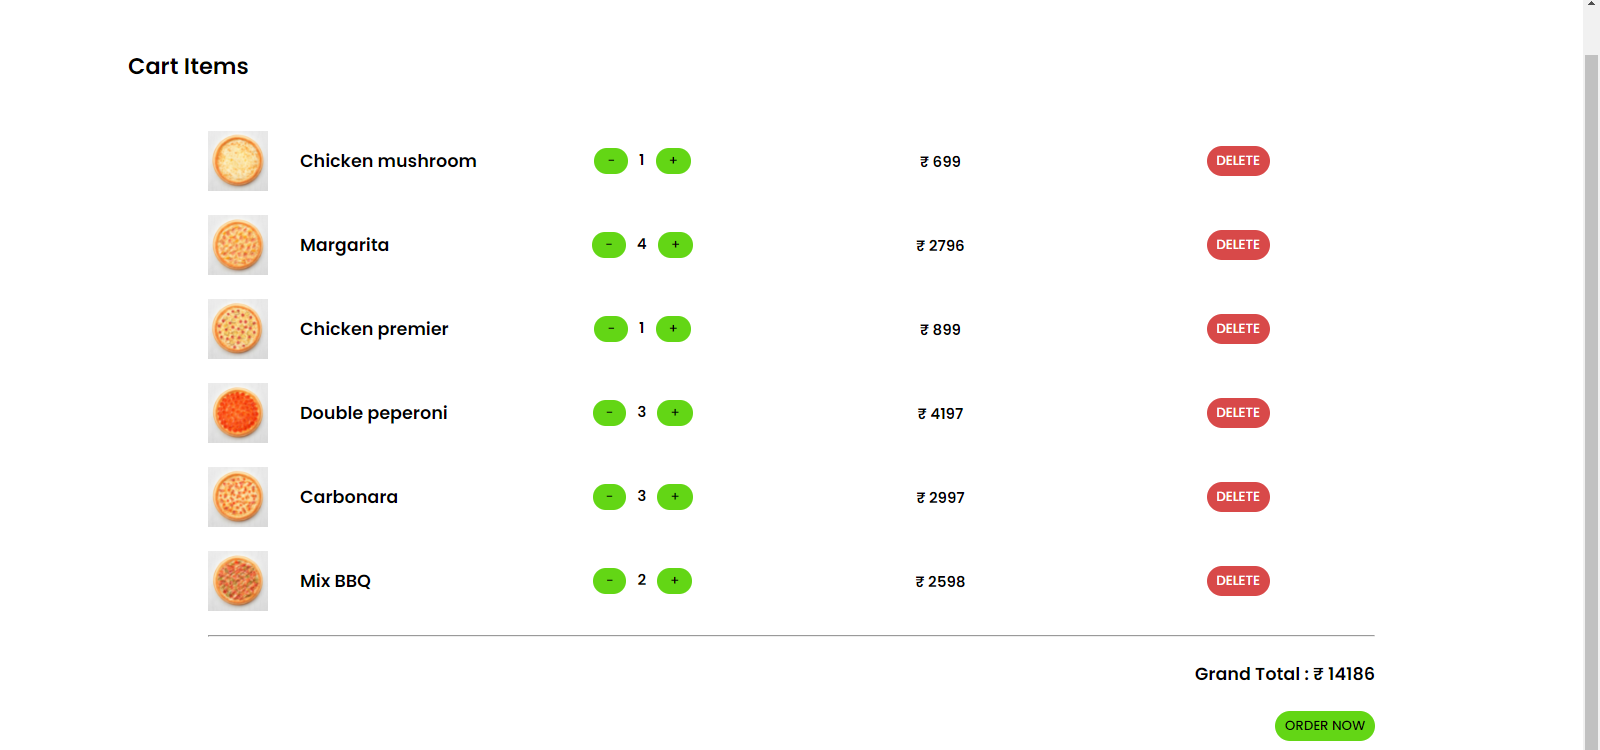 Cart Items
Chicken mushroom - 1 + ₹ 699 DELETE
Margarita - 4 + ₹ 2796 DELETE
Chicken premier - 1 + ₹ 899 DELETE
Double peperoni - 3 + ₹ 4197 DELETE
Carbonara - 3 + ₹ 2997 DELETE
Mix BBQ - 2 + ₹ 2598 DELETE
Grand Total : ₹ 14186
ORDER NOW